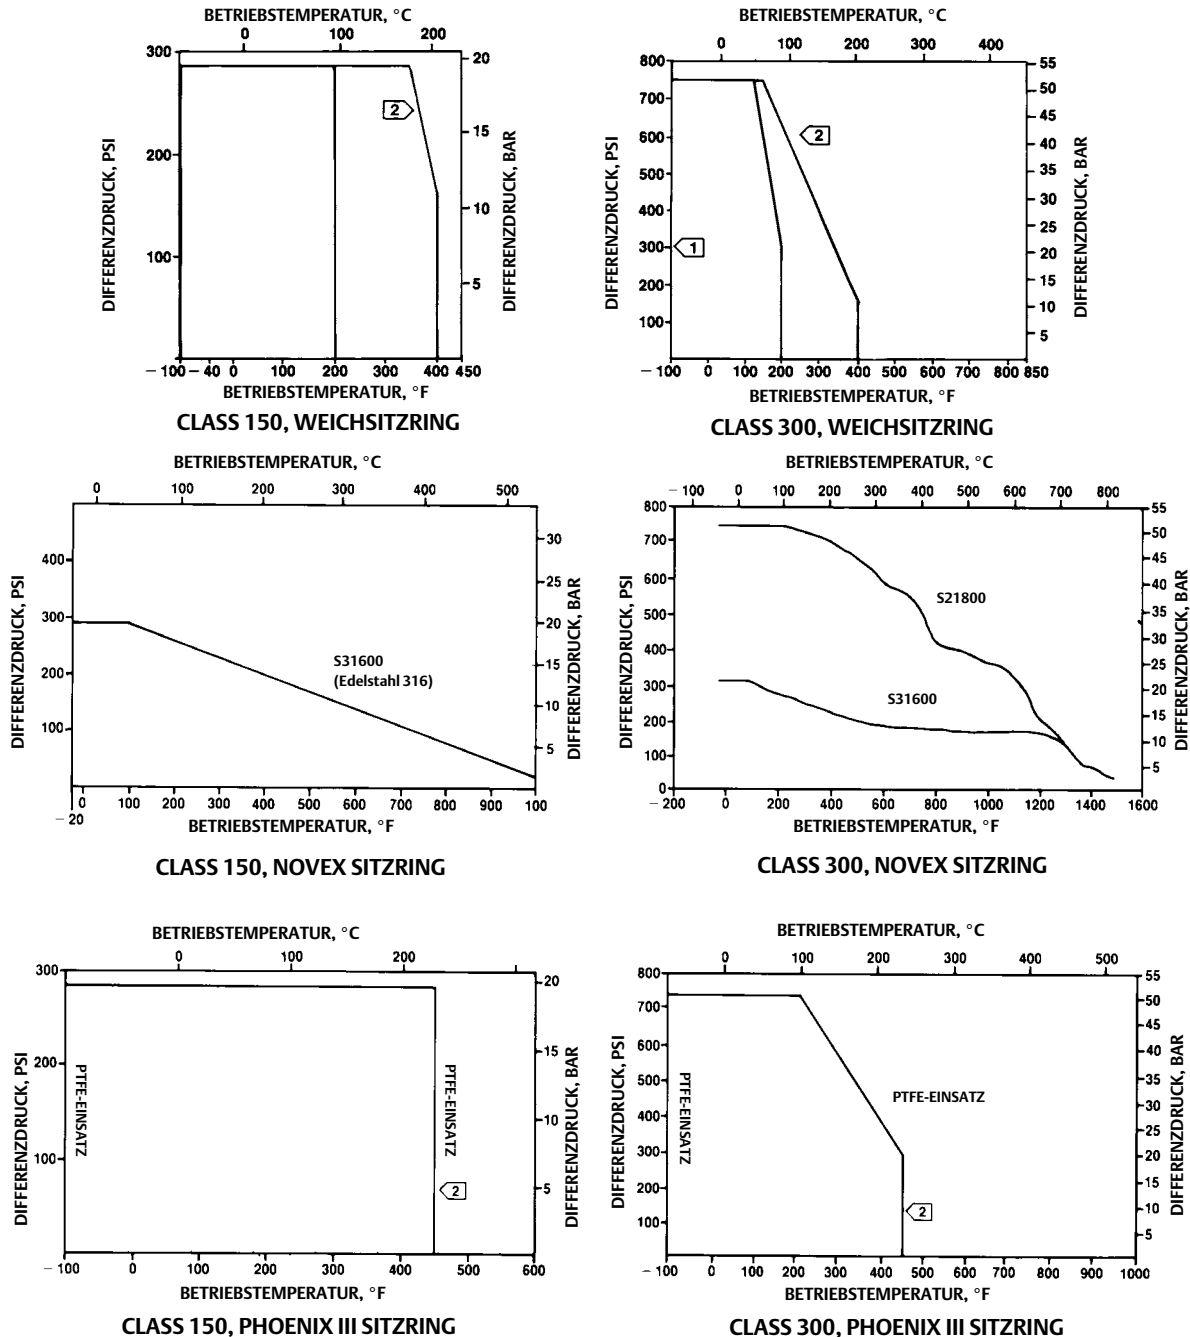 BETRIEBSTEMPERATUR, °C
0 100 200
300
200
100
20
15
10
5
DIFFERENZDRUCK, PSI
DIFFERENZDRUCK, BAR
2
– 100 – 40 0 100 200 300 400 450
BETRIEBSTEMPERATUR, °F
CLASS 150, WEICHSITZRING
BETRIEBSTEMPERATUR, °C
0 100 200 300 400
800
700
600
500
400
300
200
100
55
50
45
40
35
30
25
20
15
10
5
DIFFERENZDRUCK, PSI
DIFFERENZDRUCK, BAR
2
1
– 100 0 100 200 300 400 500 600 700 800 850
BETRIEBSTEMPERATUR, °F
CLASS 300, WEICHSITZRING
BETRIEBSTEMPERATUR, °C
0 100 200 300 400 500
400
300
200
100
30
25
20
15
10
5
DIFFERENZDRUCK, PSI
DIFFERENZDRUCK, BAR
S31600
(Edelstahl 316)
0 100 200 300 400 500 600 700 800 900 100
– 20
BETRIEBSTEMPERATUR, °F
CLASS 150, NOVEX SITZRING
BETRIEBSTEMPERATUR, °C
– 100 0 100 200 300 400 500 600 700 800
800
700
600
500
400
300
200
100
0
55
50
45
40
35
30
25
20
15
10
5
DIFFERENZDRUCK, PSI
DIFFERENZDRUCK, BAR
S21800
S31600
– 200 0 200 400 600 800 1000 1200 1400 1600
BETRIEBSTEMPERATUR, °F
CLASS 300, NOVEX SITZRING
BETRIEBSTEMPERATUR, °C
0 100 200
300
200
100
20
15
10
5
DIFFERENZDRUCK, PSI
DIFFERENZDRUCK, BAR
PTFE-EINSATZ
PTFE-EINSATZ
2
– 100 0 100 200 300 400 500 600
BETRIEBSTEMPERATUR, °F
CLASS 150, PHOENIX III SITZRING
BETRIEBSTEMPERATUR, °C
0 100 200 300 400 500
800
700
600
500
400
300
200
100
55
50
45
40
35
30
25
20
15
10
5
DIFFERENZDRUCK, PSI
DIFFERENZDRUCK, BAR
PTFE-EINSATZ
PTFE-EINSATZ
2
– 100 0 100 200 300 400 500 600 700 800 900 1000
BETRIEBSTEMPERATUR, °F
CLASS 300, PHOENIX III SITZRING